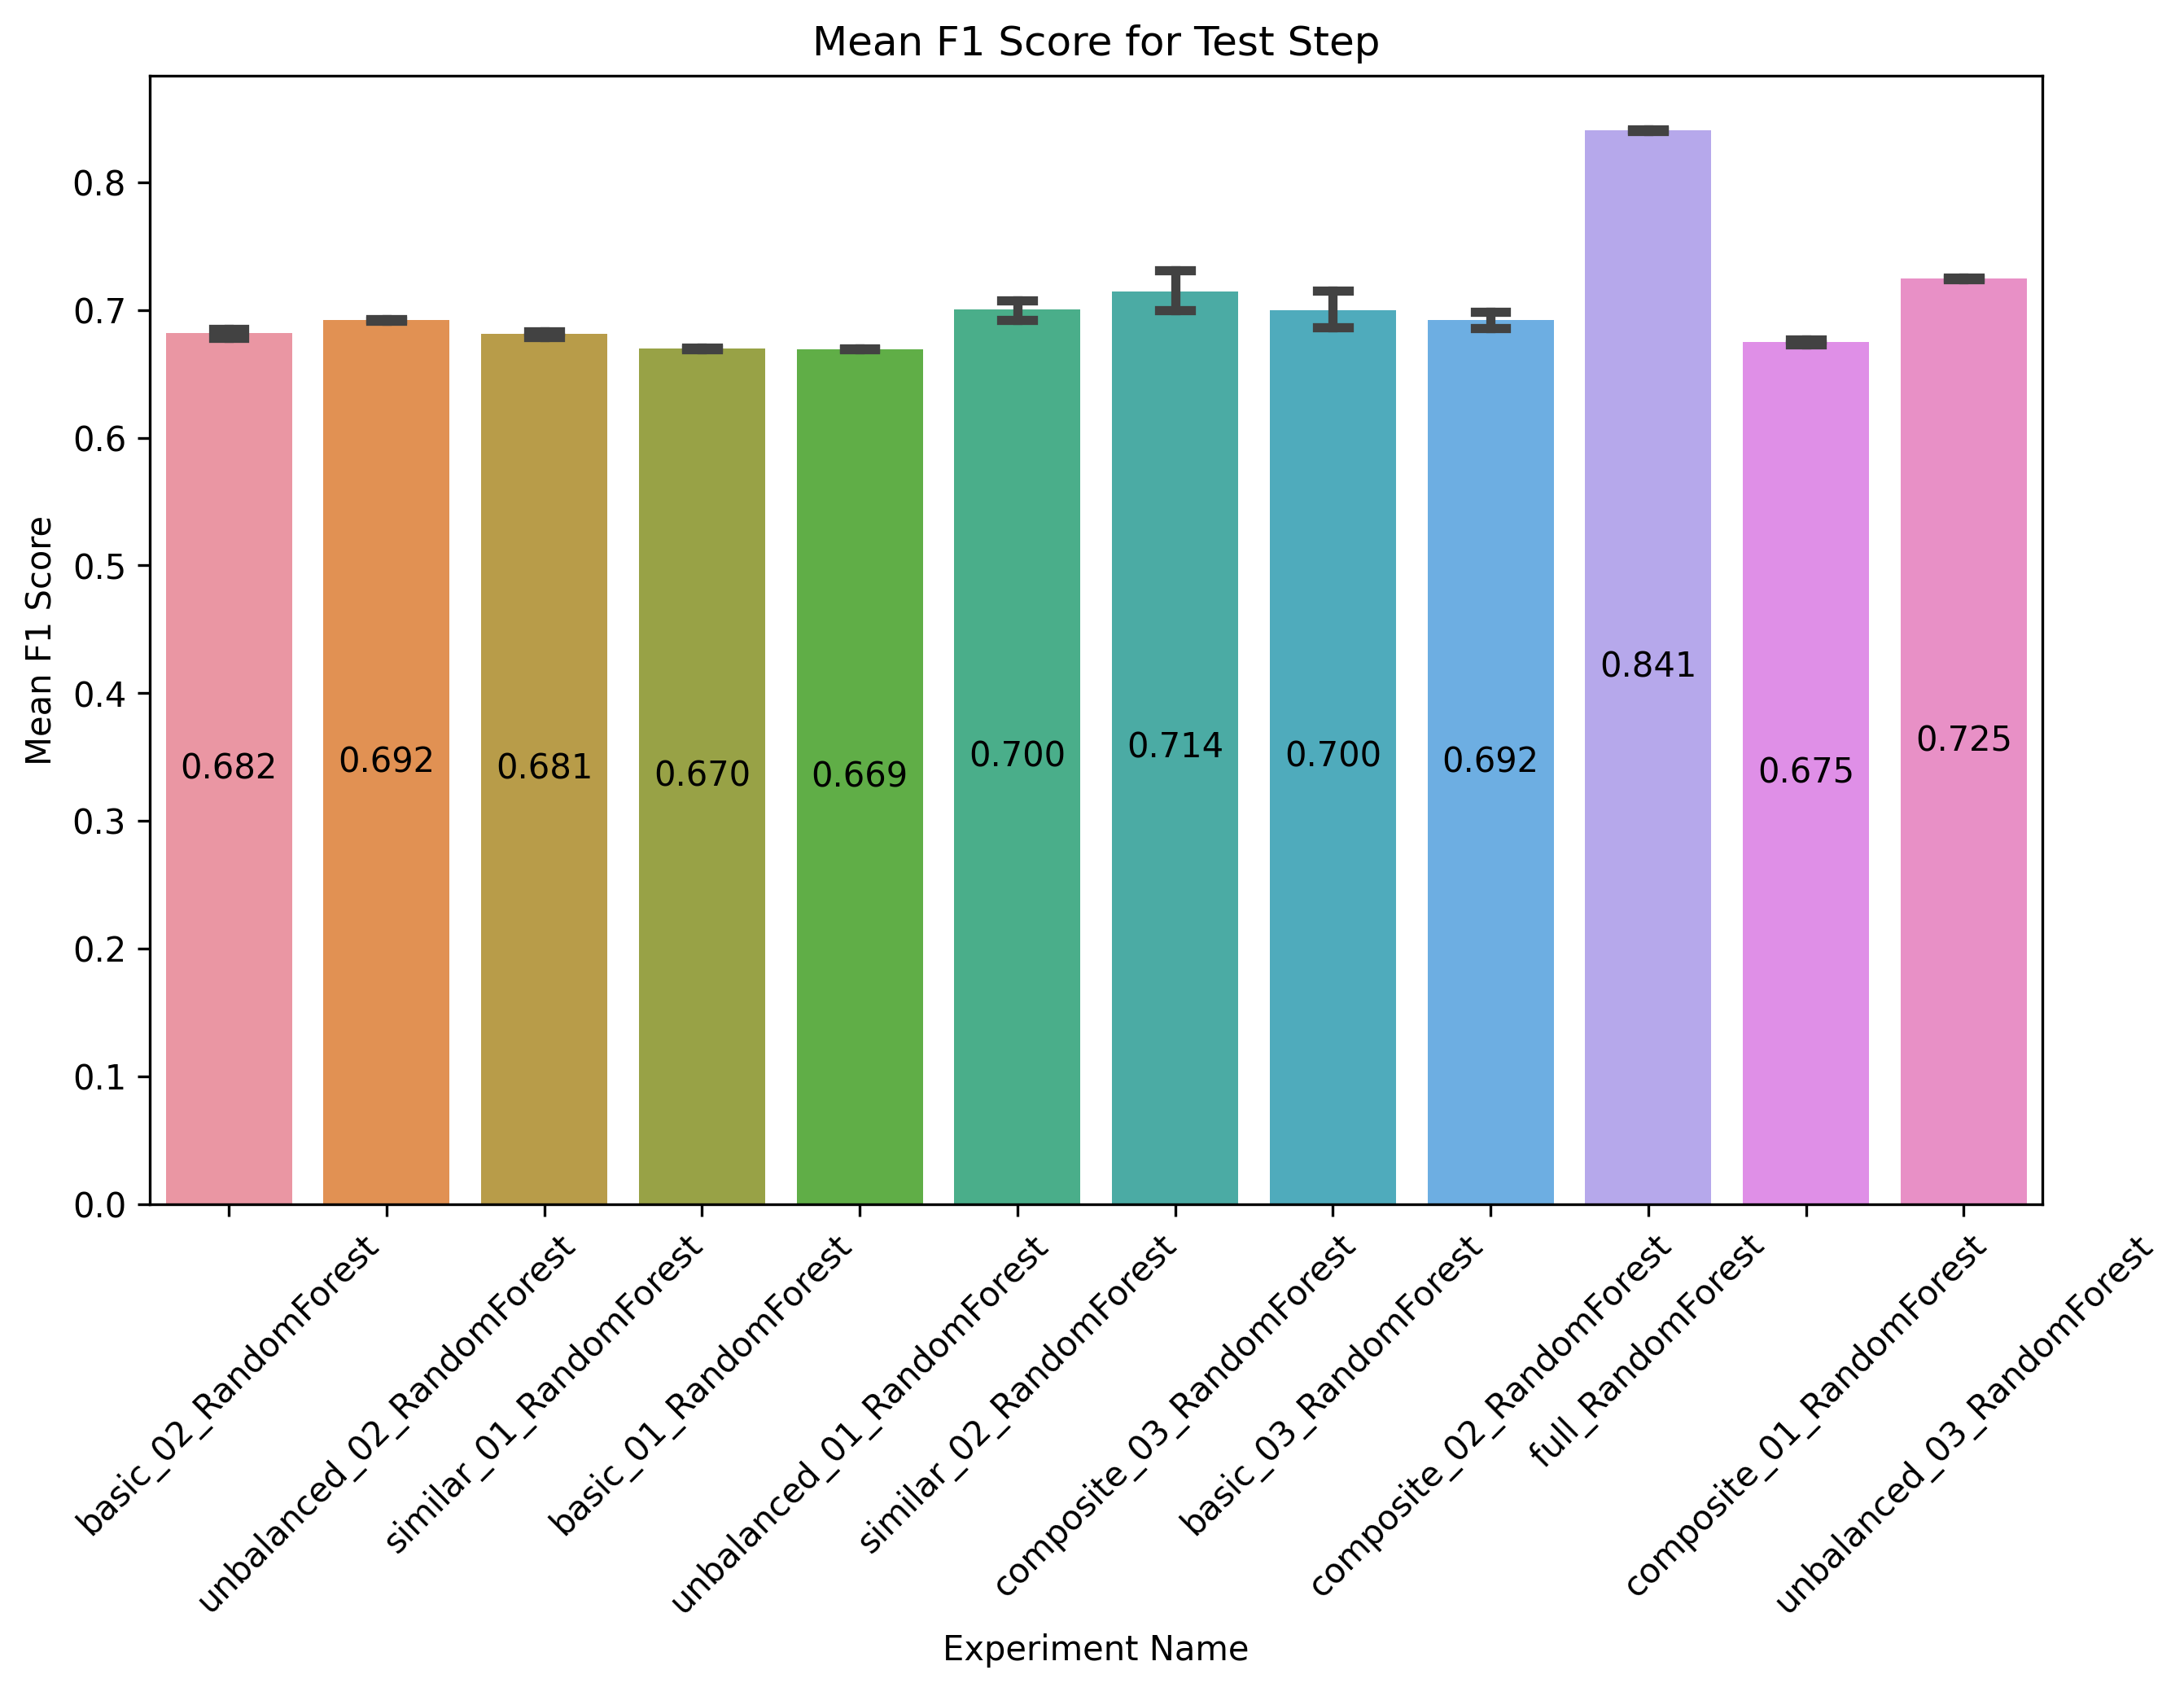 Mean F1 Score for Test Step
Mean F1 Score
0.8
0.7
0.6
0.5
0.4
0.3
0.2
0.1
0.0
0.682
0.692
0.681
0.670
0.669
0.700
0.714
0.700
0.692
0.841
0.675
0.725
basic_02_RandomForest
unbalanced_02_RandomForest
similar_01_RandomForest
basic_01_RandomForest
unbalanced_01_RandomForest
similar_02_RandomForest
composite_03_RandomForest
basic_03_RandomForest
composite_02_RandomForest
full_RandomForest
composite_01_RandomForest
unbalanced_03_RandomForest
Experiment Name